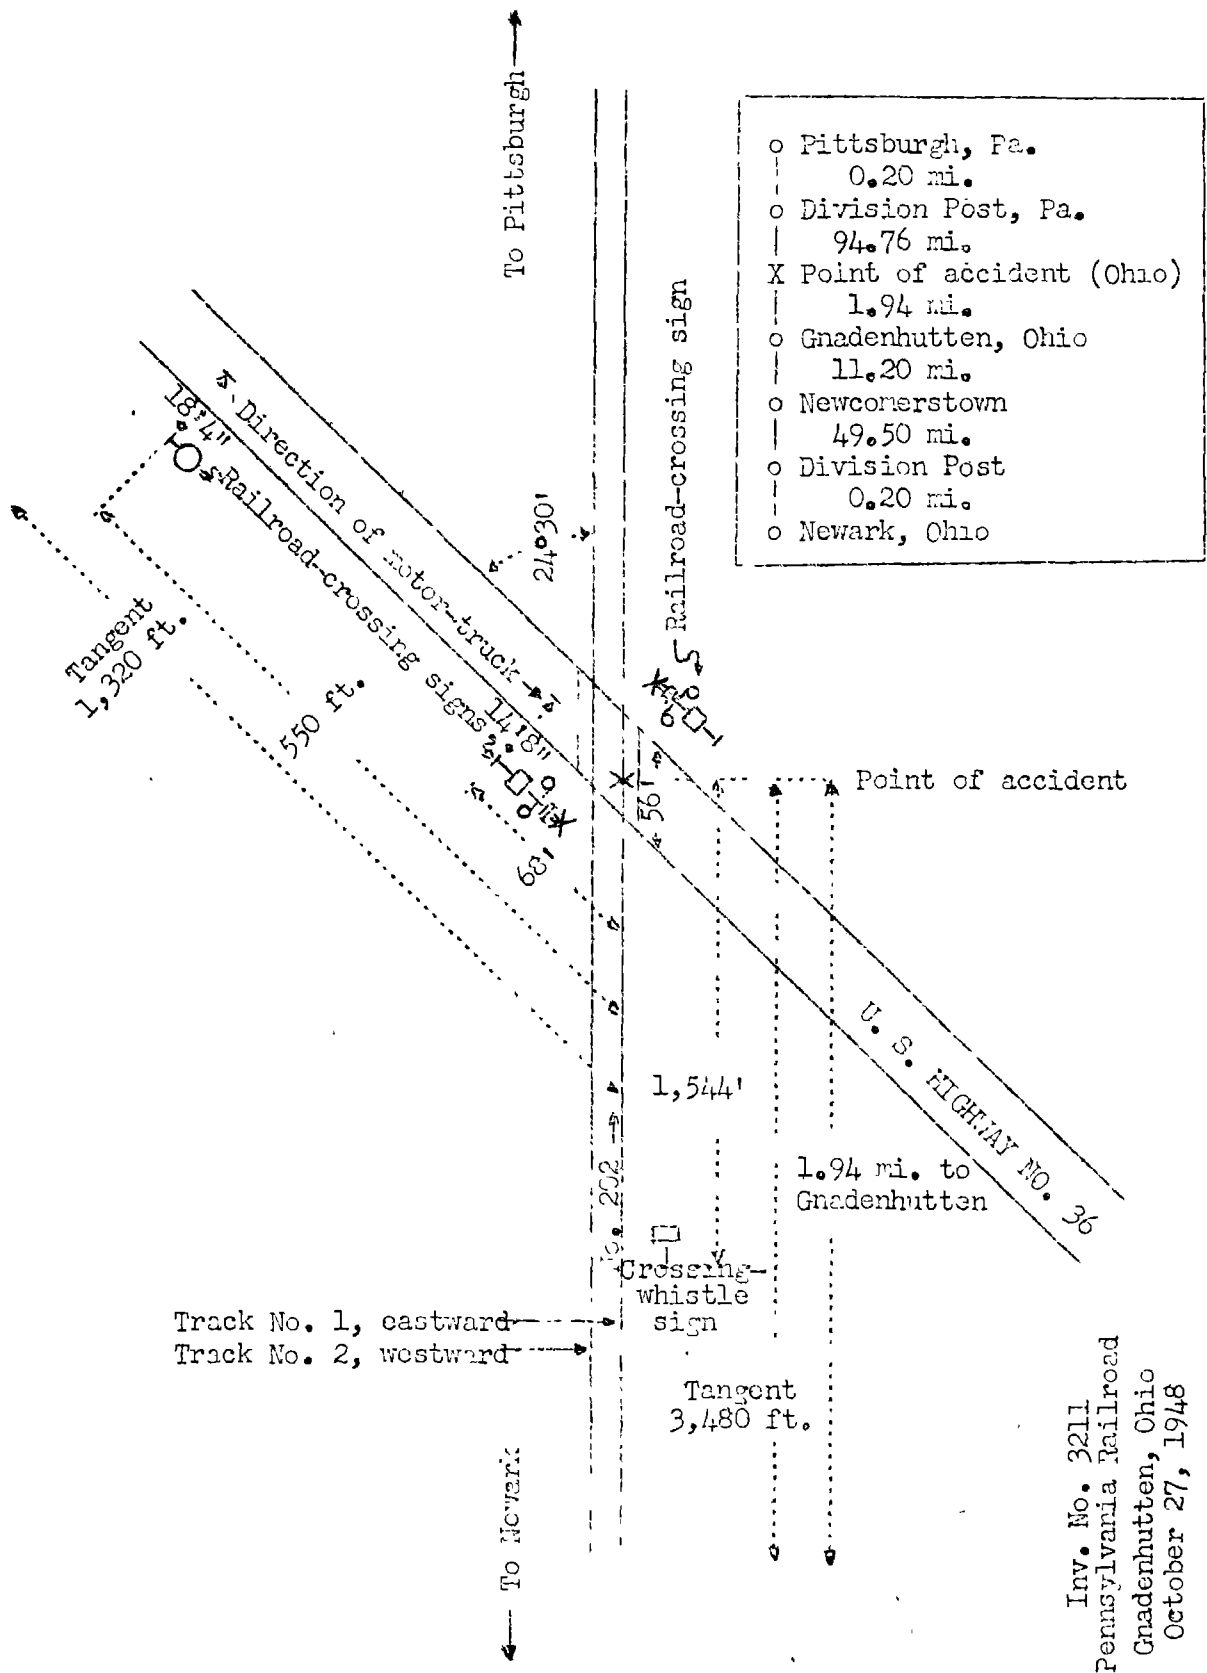 To Pittsburgh
o Pittsburgh, Pa.
0.20 mi.
o Division Post, Pa.
94.76 mi.
X Point of accident (Ohio)
1.94 mi.
o Gnadenhutten, Ohio
11.20 mi.
o Newcomerstown
49.50 mi.
o Division Post
0.20 mi.
o Newark, Ohio
Railroad-crossing sign
18'4"
Direction of motor-truck
Railroad-crossing signs
24°30'
Tangent
1,320 ft.
550 ft.
14'8"
68'
56'
Point of accident
U. S. HIGHWAY NO. 36
1,544'
1.94 mi. to
Gnadenhutten
No. 202
Crossing-
whistle
sign
Track No. 1, eastward
Track No. 2, westward
Tangent
3,480 ft.
To Newark
Inv. No. 3211
Pennsylvania Railroad
Gnadenhutten, Ohio
October 27, 1948